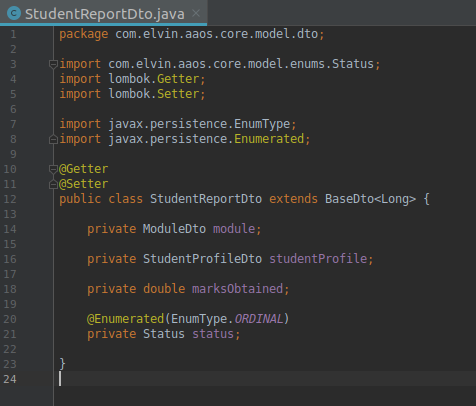 StudentReportDto.java
1 package com.elvin.aaos.core.model.dto;
2
3 import com.elvin.aaos.core.model.enums.Status;
4 import lombok.Getter;
5 import lombok.Setter;
6
7 import javax.persistence.EnumType;
8 import javax.persistence.Enumerated;
9
10 @Getter
11 @Setter
12 public class StudentReportDto extends BaseDto<Long> {
13
14     private ModuleDto module;
15
16     private StudentProfileDto studentProfile;
17
18     private double marksObtained;
19
20     @Enumerated(EnumType.ORDINAL)
21     private Status status;
22
23 }
24